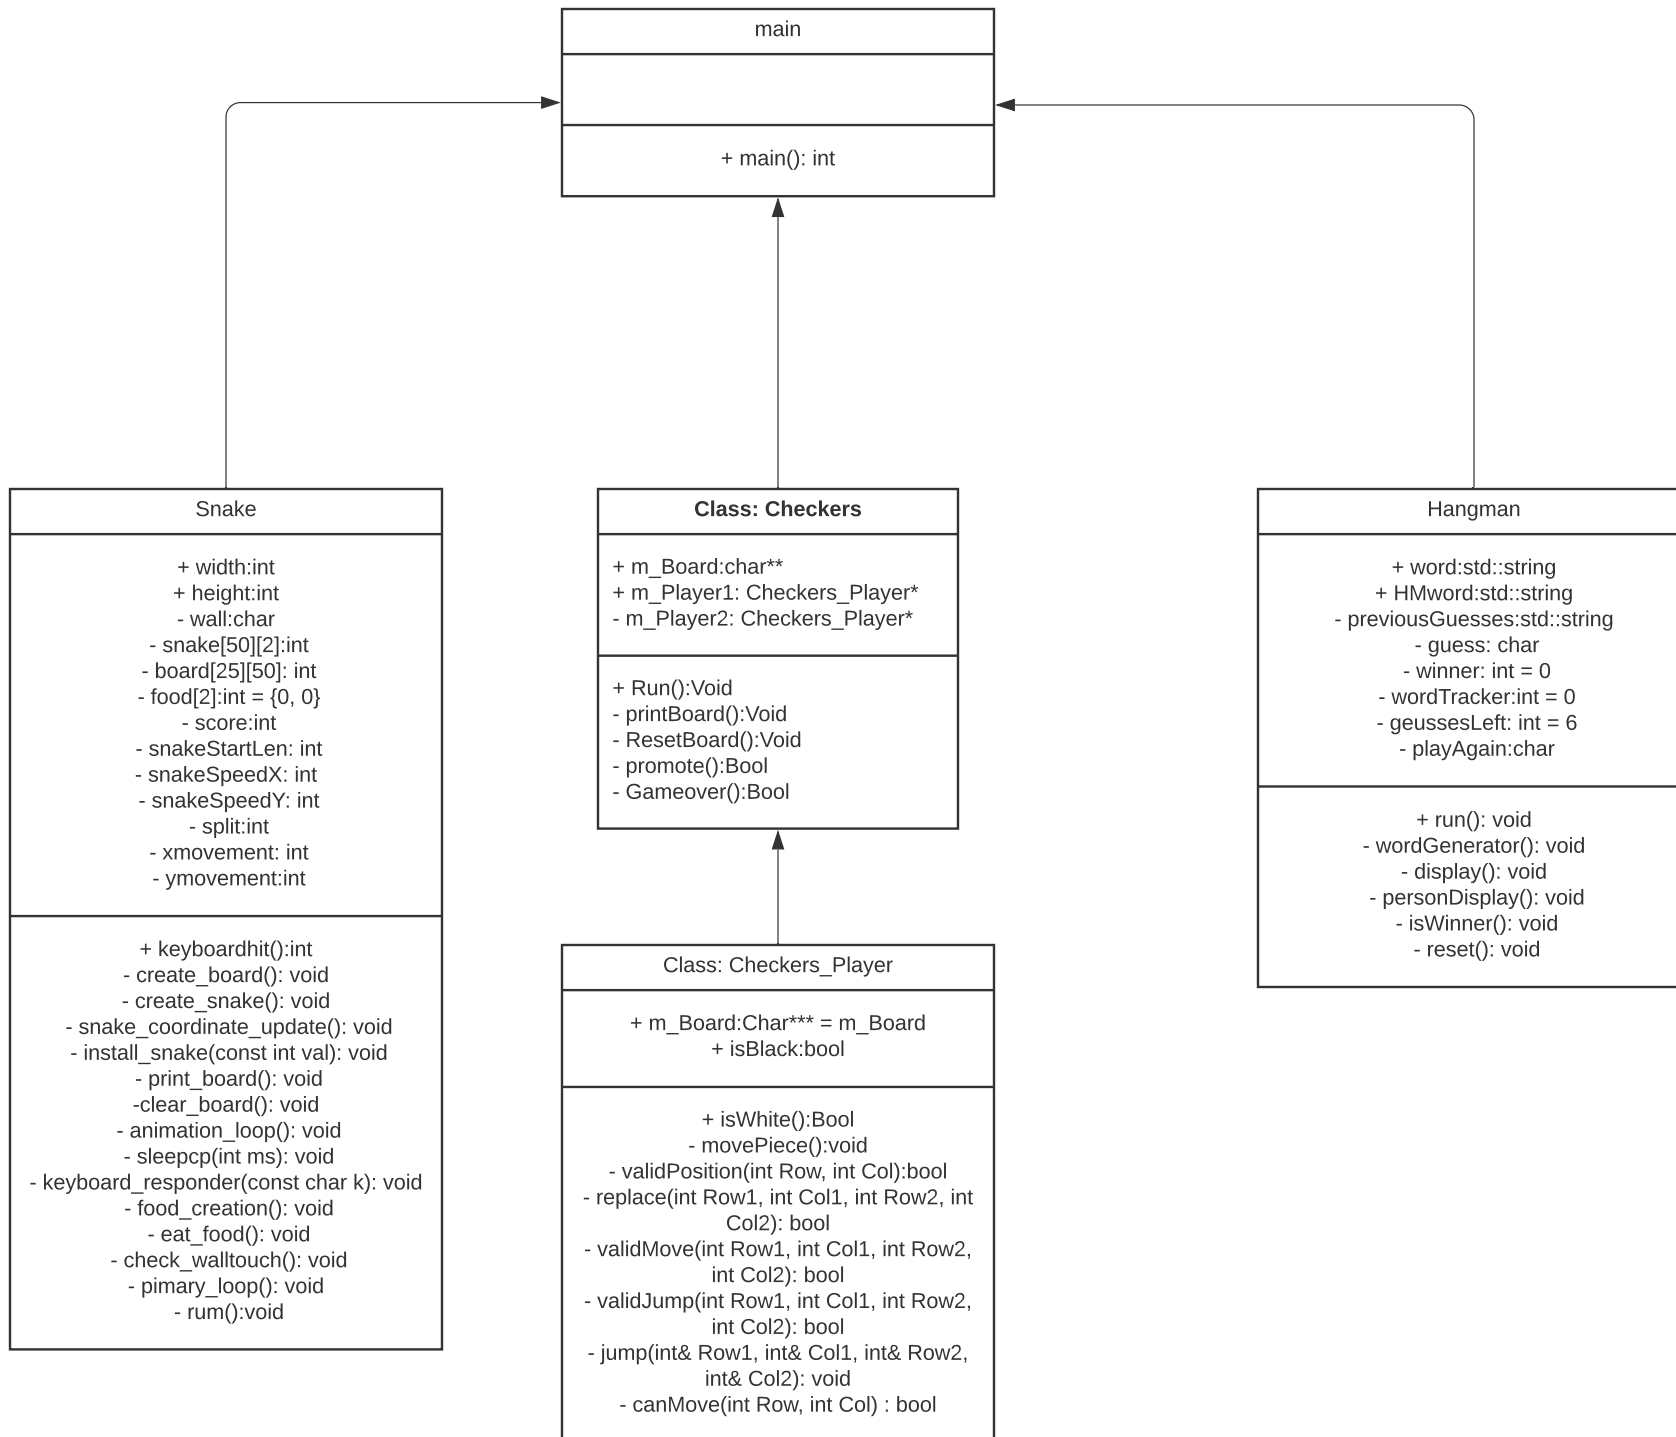 main
+ main(): int
Snake
+ width:int
+ height:int
- wall:char
- snake[50][2]:int
- board[25][50]: int
- food[2]:int = {0, 0}
- score:int
- snakeStartLen: int
- snakeSpeedX: int
- snakeSpeedY: int
- split:int
- xmovement: int
- ymovement:int
+ keyboardhit():int
- create_board(): void
- create_snake(): void
- snake_coordinate_update(): void
- install_snake(const int val): void
- print_board(): void
-clear_board(): void
- animation_loop(): void
- sleepcp(int ms): void
- keyboard_responder(const char k): void
- food_creation(): void
- eat_food(): void
- check_walltouch(): void
- pimary_loop(): void
- rum():void
Class: Checkers
+ m_Board:char**
+ m_Player1: Checkers_Player*
- m_Player2: Checkers_Player*
+ Run():Void
- printBoard():Void
- ResetBoard():Void
- promote():Bool
- Gameover():Bool
Class: Checkers_Player
+ m_Board:Char*** = m_Board
+ isBlack:bool
+ isWhite():Bool
- movePiece():void
- validPosition(int Row, int Col):bool
- replace(int Row1, int Col1, int Row2, int
Col2): bool
- validMove(int Row1, int Col1, int Row2,
int Col2): bool
- validJump(int Row1, int Col1, int Row2,
int Col2): bool
- jump(int& Row1, int& Col1, int& Row2,
int& Col2): void
- canMove(int Row, int Col) : bool
Hangman
+ word:std::string
+ HMword:std::string
- previousGuesses:std::string
- guess: char
- winner: int = 0
- wordTracker:int = 0
- geussesLeft: int = 6
- playAgain:char
+ run(): void
- wordGenerator(): void
- display(): void
- personDisplay(): void
- isWinner(): void
- reset(): void